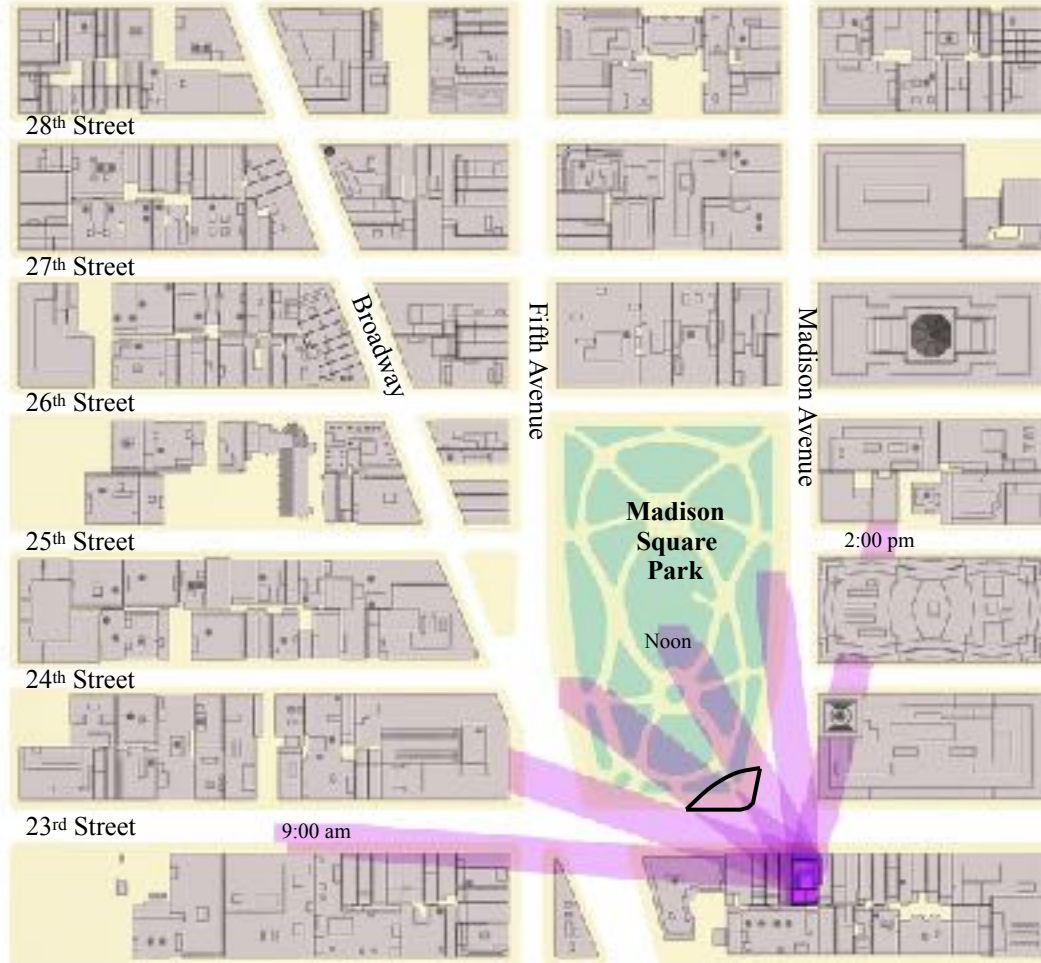 28th Street
27th Street
Broadway
Fifth Avenue
Madison Avenue
26th Street
Madison
Square
Park
25th Street
2:00 pm
Noon
24th Street
23rd Street
9:00 am